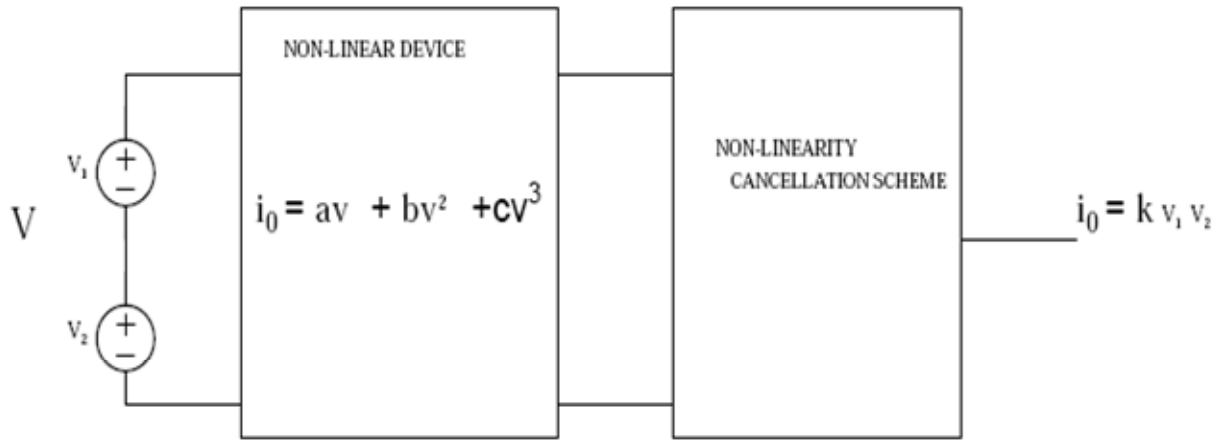 NON-LINEAR DEVICE
V₁
+
−
V
i₀ = av + bv² +cv³
V₂
+
−
NON-LINEARITY
CANCELLATION SCHEME
i₀ = k v₁ v₂